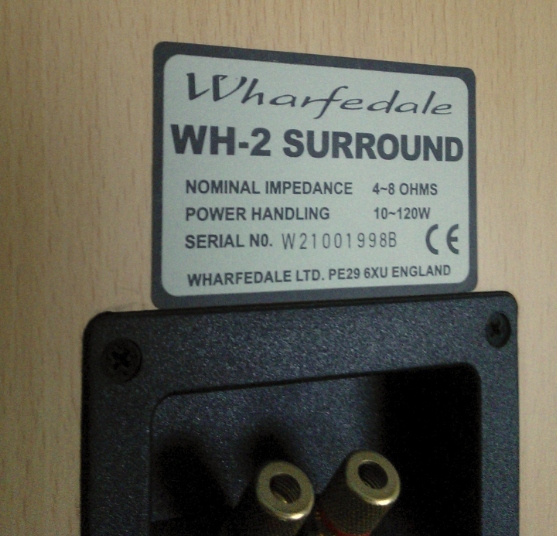 Wharfedale
WH-2 SURROUND
NOMINAL IMPEDANCE 4~8 OHMS
POWER HANDLING 10~120W
SERIAL N0. W21001998B CE
WHARFEDALE LTD. PE29 6XU ENGLAND